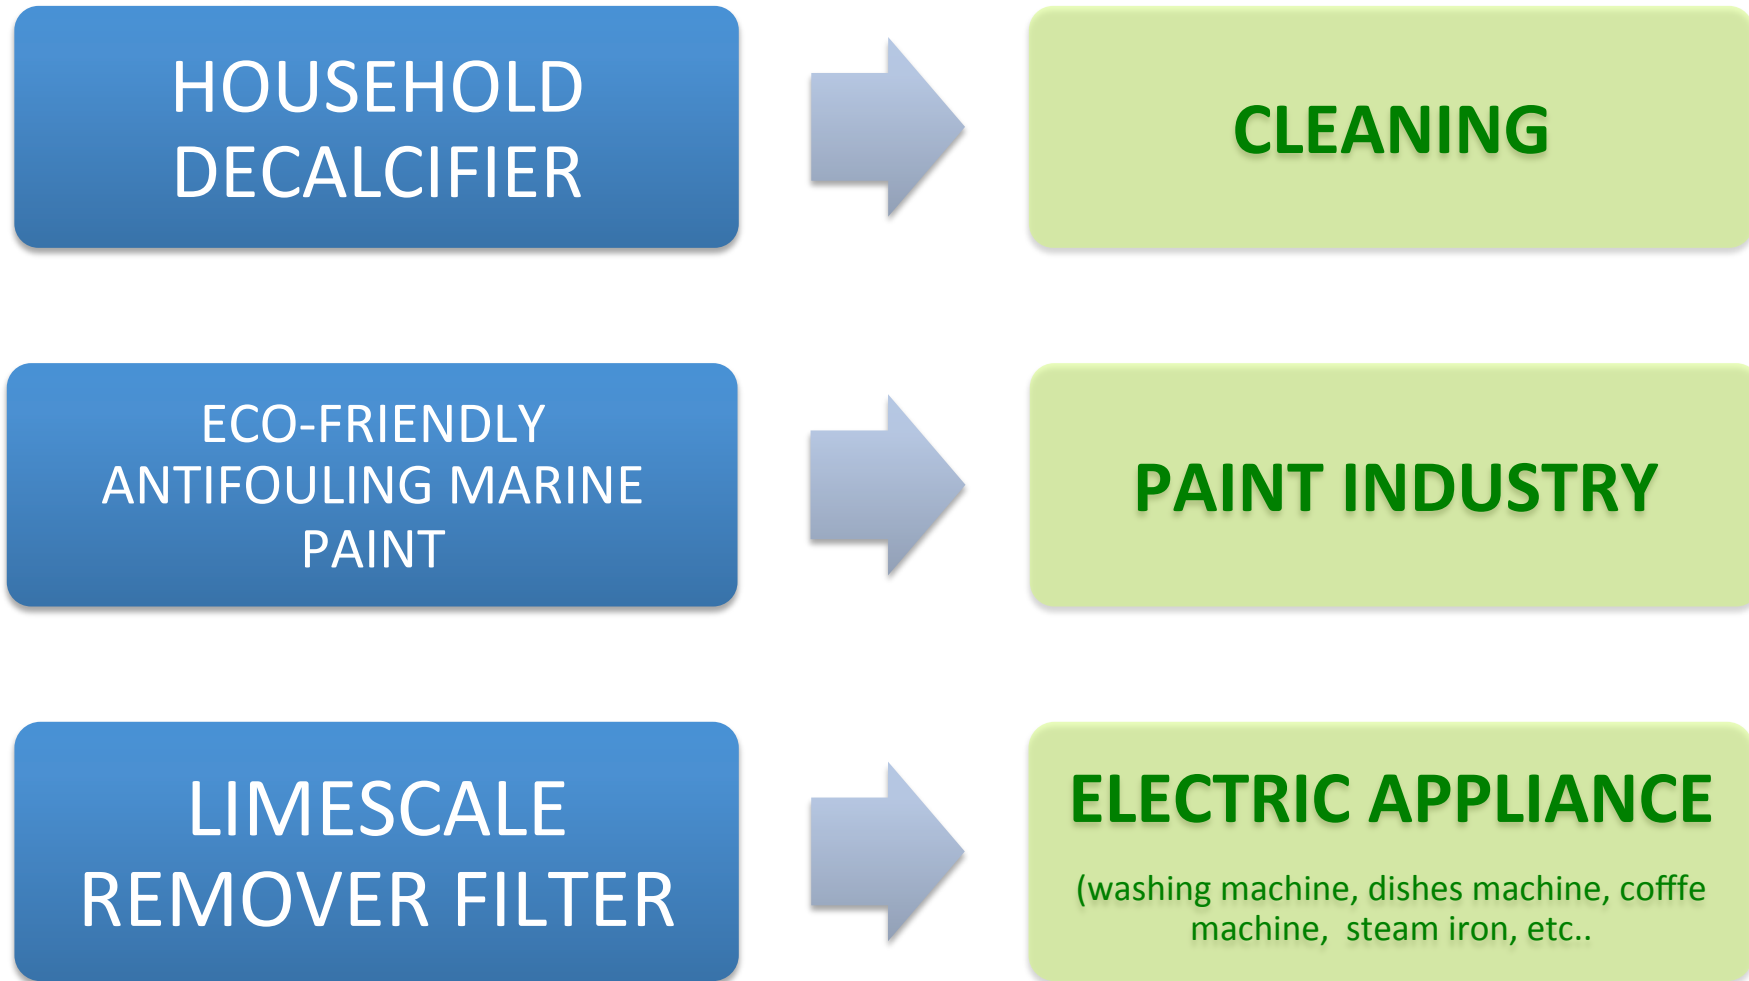 HOUSEHOLD
DECALCIFIER
CLEANING
ECO-FRIENDLY
ANTIFOULING MARINE
PAINT
PAINT INDUSTRY
LIMESCALE
REMOVER FILTER
ELECTRIC APPLIANCE
(washing machine, dishes machine, cofffe
machine,  steam iron, etc..